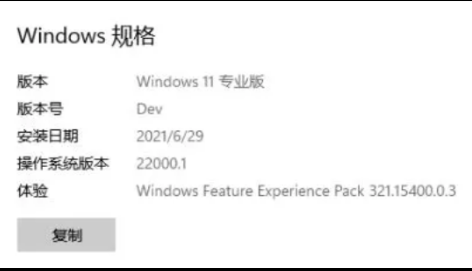 Windows 规格
版本 Windows 11 专业版
版本号 Dev
安装日期 2021/6/29
操作系统版本 22000.1
体验 Windows Feature Experience Pack 321.15400.0.3
复制